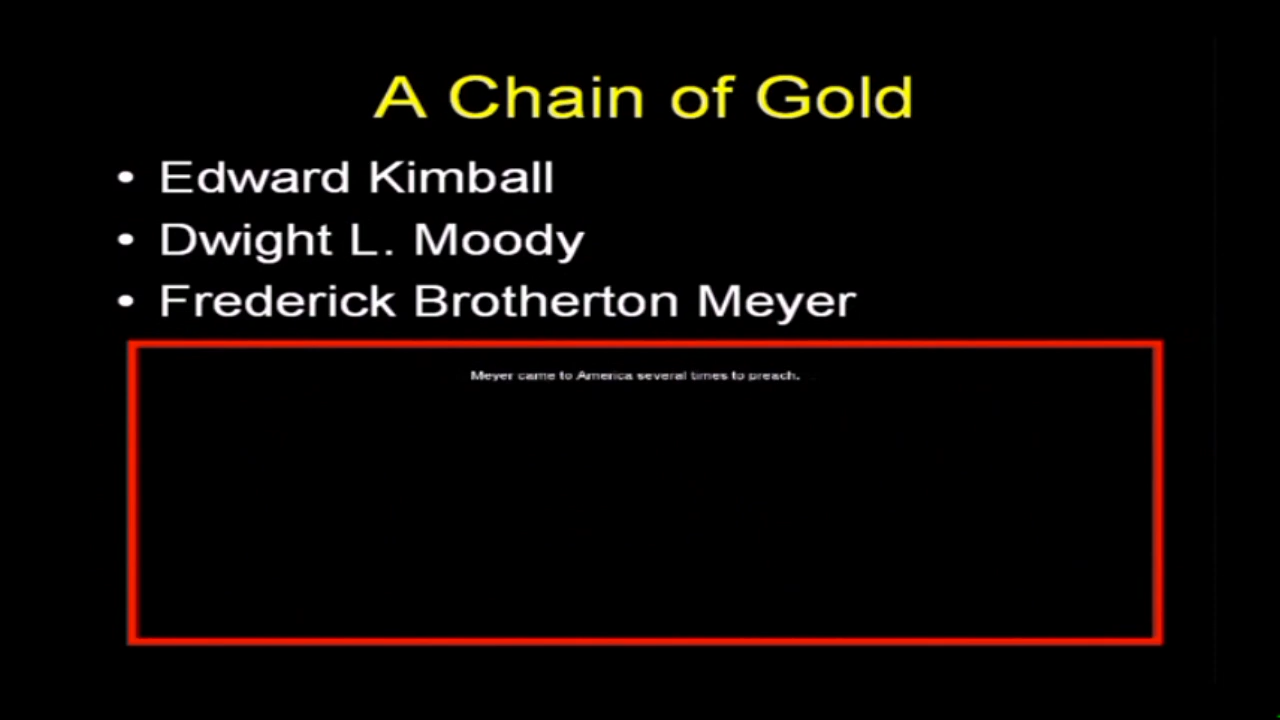 A Chain of Gold
• Edward Kimball
• Dwight L. Moody
• Frederick Brotherton Meyer
Meyer came to America several times to preach.